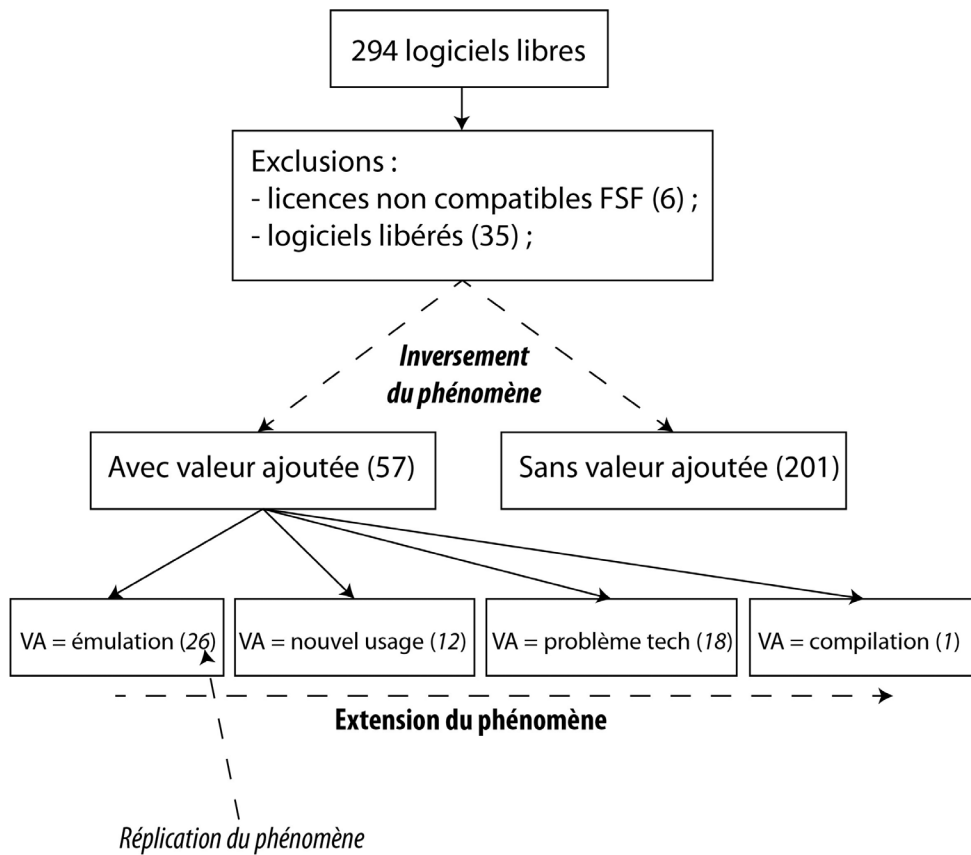 294 logiciels libres
Exclusions :
- licences non compatibles FSF (6) ;
- logiciels libérés (35) ;
Inversement
du phénomène
Avec valeur ajoutée (57)
Sans valeur ajoutée (201)
VA = émulation (26)
VA = nouvel usage (12)
VA = problème tech (18)
VA = compilation (1)
Extension du phénomène
Réplication du phénomène